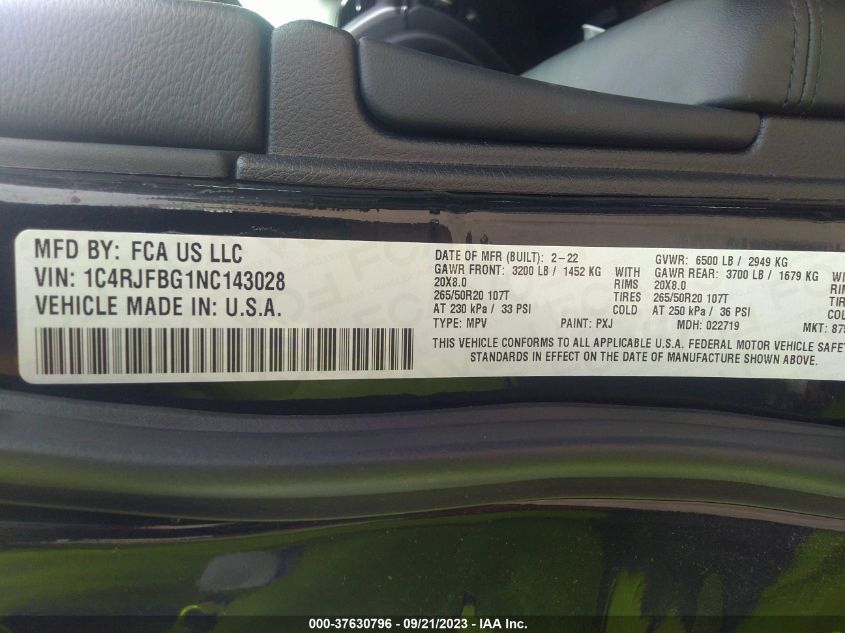 MFD BY: FCA US LLC
VIN: 1C4RJFBG1NC143028
VEHICLE MADE IN: U.S.A.
DATE OF MFR (BUILT): 2-22 GVWR: 6500 LB / 2949 KG
GAWR FRONT: 3200 LB / 1452 KG WITH GAWR REAR: 3700 LB / 1679 KG WITH
20X8.0 RIMS 20X8.0
265/50R20 107T TIRES 265/50R20 107T
AT 230 kPa / 33 PSI COLD AT 250 kPa / 36 PSI
TYPE: MPV PAINT: PXJ MDH: 022719 MKT:
THIS VEHICLE CONFORMS TO ALL APPLICABLE U.S.A. FEDERAL MOTOR VEHICLE
STANDARDS IN EFFECT ON THE DATE OF MANUFACTURE SHOWN ABOVE.
000-37630796 - 09/21/2023 - IAA Inc.